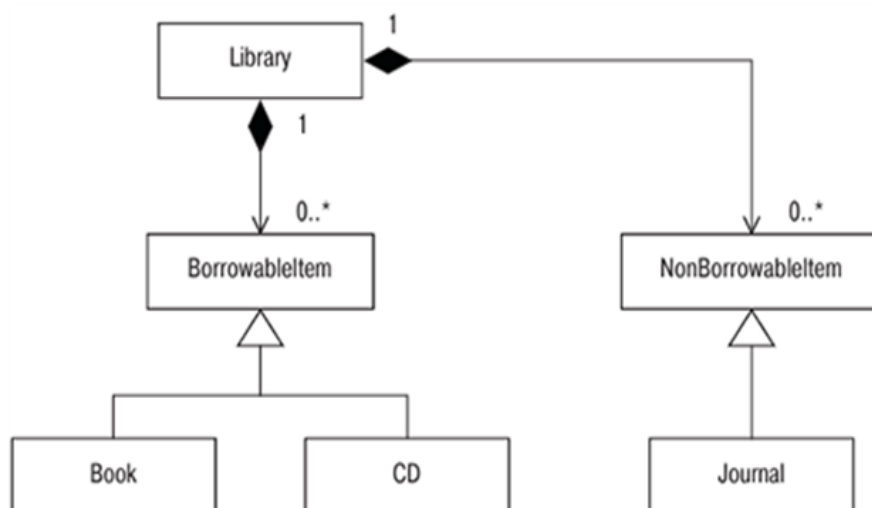 1
Library
1
0..*
0..*
BorrowableItem
NonBorrowableItem
Book
CD
Journal